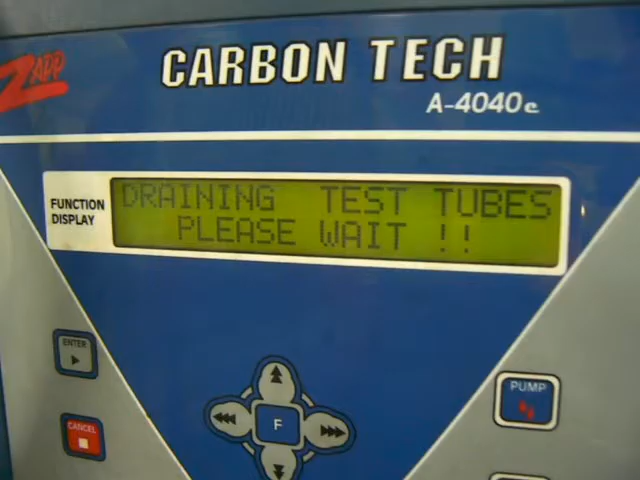 ZAPP
CARBON TECH
A-4040c
FUNCTION
DISPLAY
DRAINING TEST TUBES
PLEASE WAIT !!
ENTER
CANCEL
F
PUMP